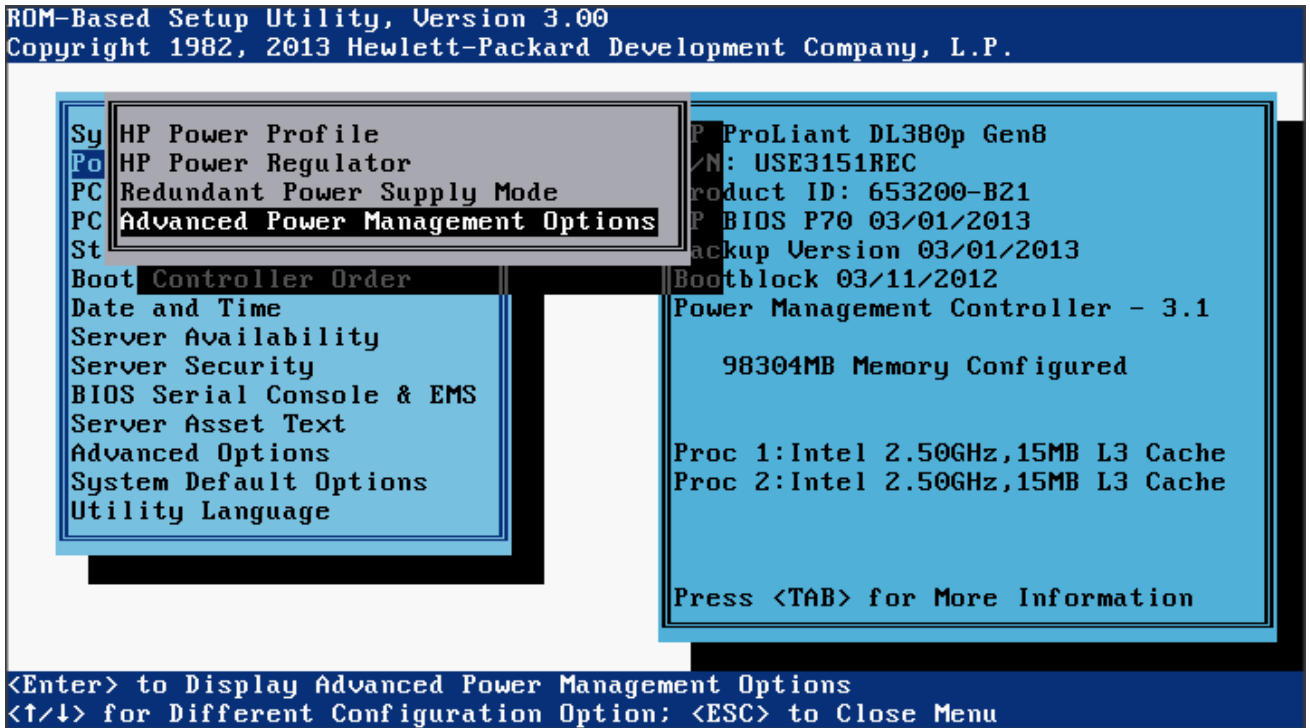 ROM-Based Setup Utility, Version 3.00
Copyright 1982, 2013 Hewlett-Packard Development Company, L.P.
HP Power Profile
HP Power Regulator
Redundant Power Supply Mode
Advanced Power Management Options
Sy
Po
PC
PC
St
Boot Controller Order
Date and Time
Server Availability
Server Security
BIOS Serial Console & EMS
Server Asset Text
Advanced Options
System Default Options
Utility Language
P ProLiant DL380p Gen8
/N: USE3151REC
roduct ID: 653200-B21
P BIOS P70 03/01/2013
ackup Version 03/01/2013
Bootblock 03/11/2012
Power Management Controller - 3.1
98304MB Memory Configured
Proc 1:Intel 2.50GHz,15MB L3 Cache
Proc 2:Intel 2.50GHz,15MB L3 Cache
Press <TAB> for More Information
<Enter> to Display Advanced Power Management Options
<↑/↓> for Different Configuration Option; <ESC> to Close Menu